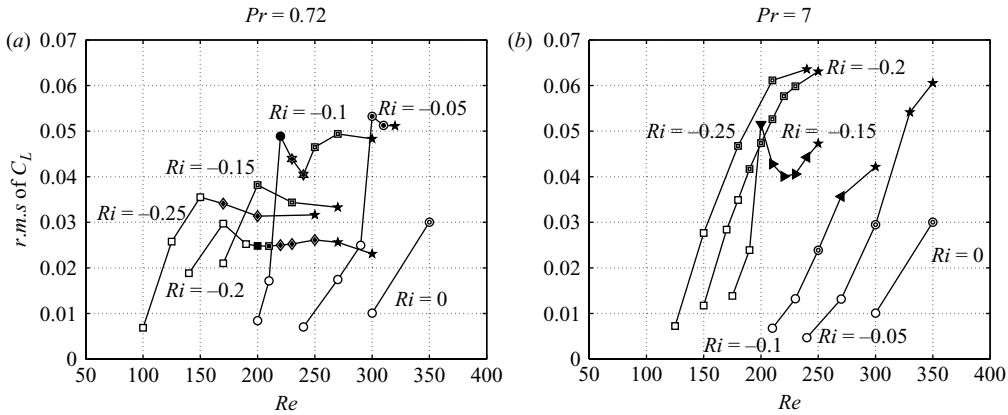 Pr = 0.72
Pr = 7
(a)
0.07
0.06
0.05
0.04
0.03
0.02
0.01
0
r.m.s of C_L
Ri = –0.1
Ri = –0.05
Ri = –0.15
Ri = –0.25
Ri = –0.2
Ri = 0
50 100 150 200 250 300 350 400
Re
(b)
0.07
0.06
0.05
0.04
0.03
0.02
0.01
0
Ri = –0.2
Ri = –0.25
Ri = –0.15
Ri = 0
Ri = –0.1
Ri = –0.05
50 100 150 200 250 300 350 400
Re